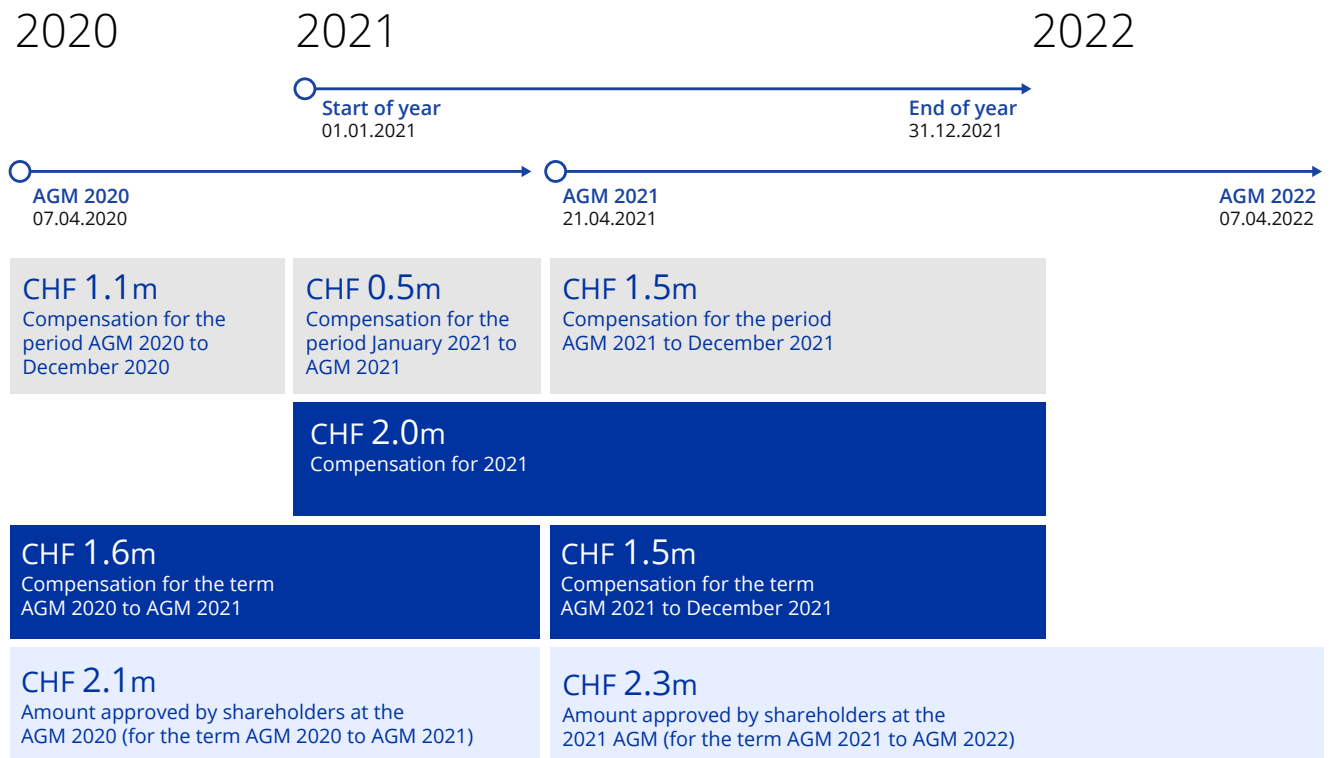 2020
2021
2022
Start of year
01.01.2021
End of year
31.12.2021
AGM 2020
07.04.2020
AGM 2021
21.04.2021
AGM 2022
07.04.2022
CHF 1.1m
Compensation for the
period AGM 2020 to
December 2020
CHF 0.5m
Compensation for the
period January 2021 to
AGM 2021
CHF 1.5m
Compensation for the period
AGM 2021 to December 2021
CHF 2.0m
Compensation for 2021
CHF 1.6m
Compensation for the term
AGM 2020 to AGM 2021
CHF 1.5m
Compensation for the term
AGM 2021 to December 2021
CHF 2.1m
Amount approved by shareholders at the
AGM 2020 (for the term AGM 2020 to AGM 2021)
CHF 2.3m
Amount approved by shareholders at the
2021 AGM (for the term AGM 2021 to AGM 2022)